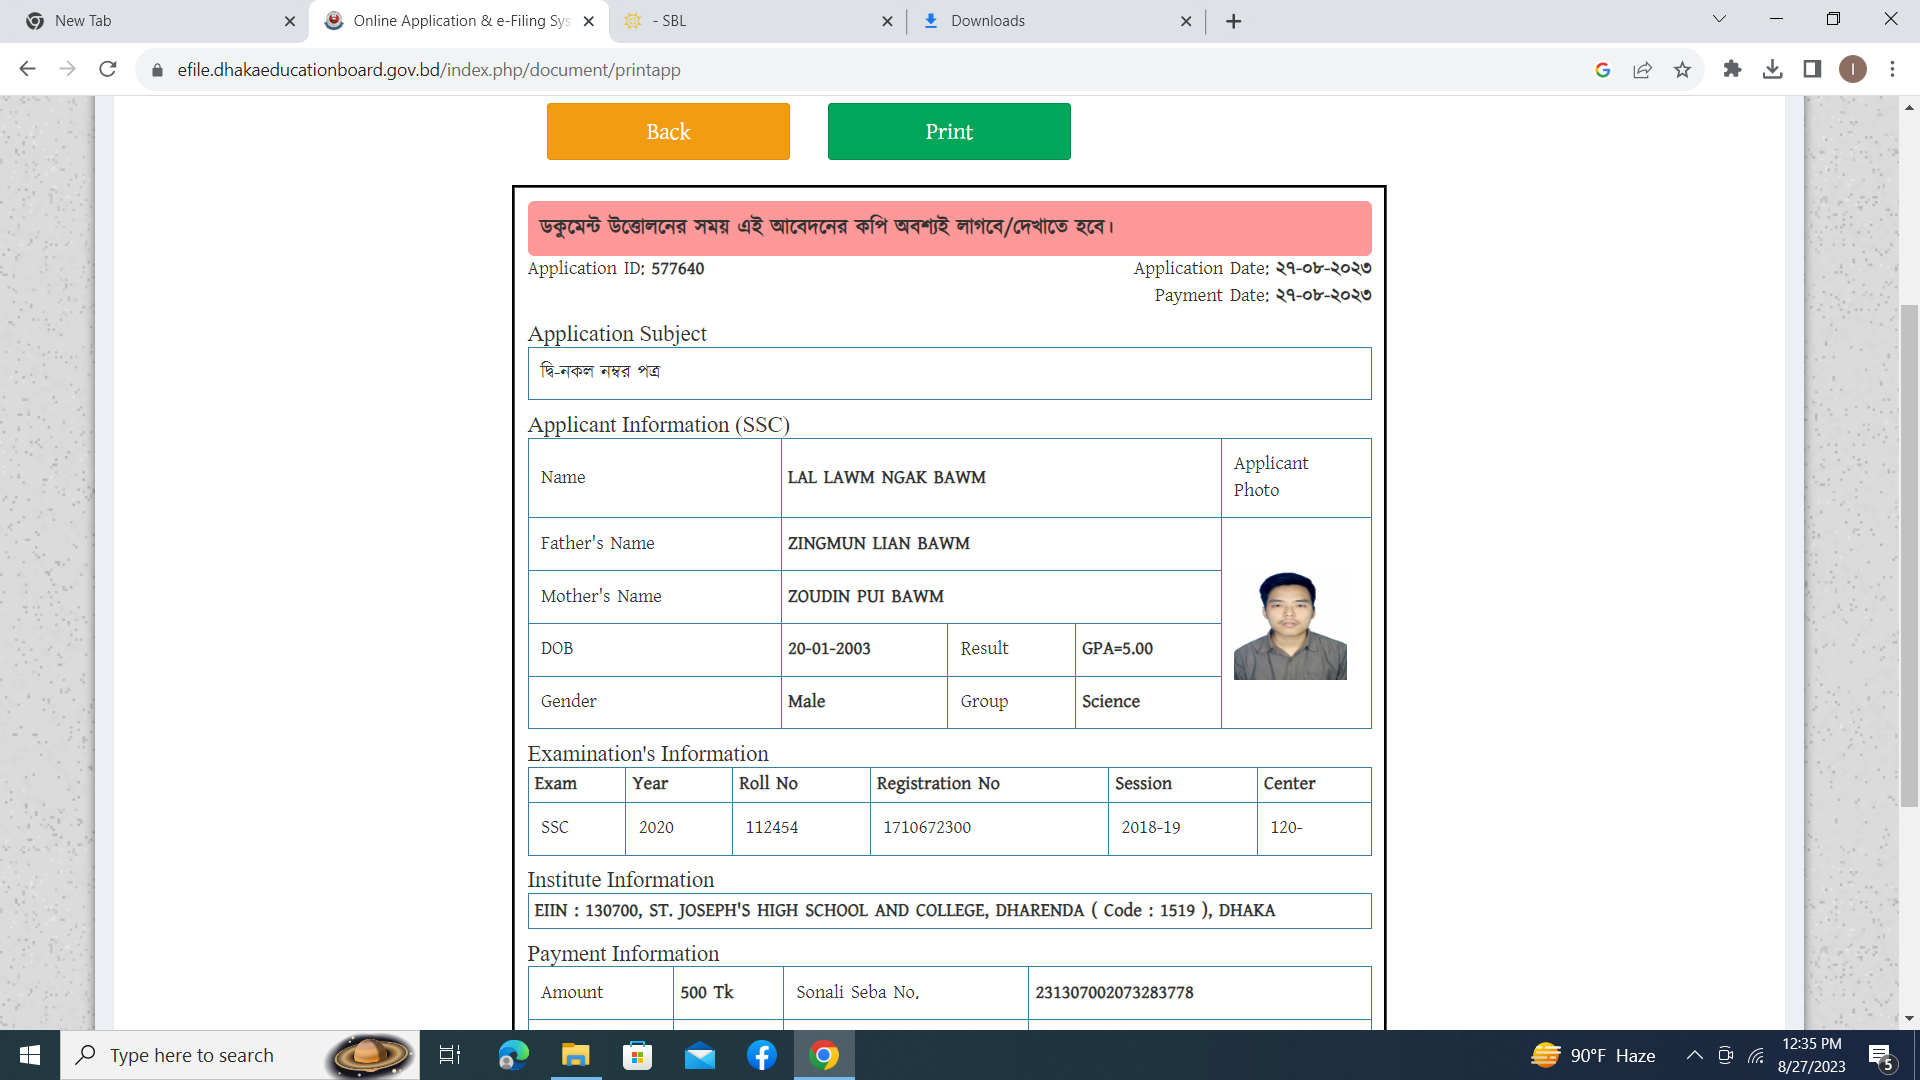 New Tab
Online Application & e-Filing Sys
- SBL
Downloads
efile.dhakaeducationboard.gov.bd/index.php/document/printapp
I
Back
Print
ডকুমেন্ট উত্তোলনের সময় এই আবেদনের কপি অবশ্যই লাগবে/দেখাতে হবে।
Application ID: 577640
Application Date: ২৭-০৮-২০২৩
Payment Date: ২৭-০৮-২০২৩
Application Subject
দ্বি-নকল নম্বর পত্র
Applicant Information (SSC)
Name LAL LAWM NGAK BAWM
Applicant
Photo
Father's Name ZINGMUN LIAN BAWM
Mother's Name ZOUDIN PUI BAWM
DOB 20-01-2003 Result GPA=5.00
Gender Male Group Science
Examination's Information
Exam Year Roll No Registration No Session Center
SSC 2020 112454 1710672300 2018-19 120-
Institute Information
EIIN : 130700, ST. JOSEPH'S HIGH SCHOOL AND COLLEGE, DHARENDA ( Code : 1519 ), DHAKA
Payment Information
Amount 500 Tk Sonali Seba No. 231307002073283778
Type here to search
90°F Haze
12:35 PM
8/27/2023
5